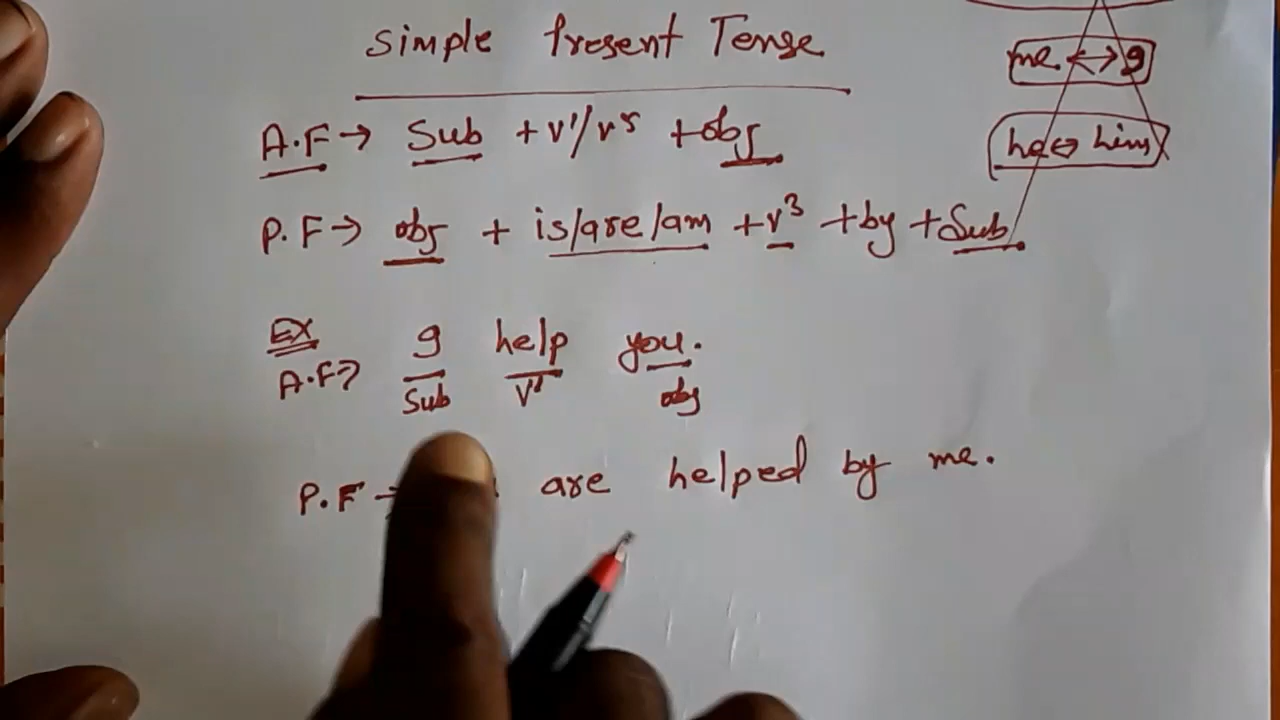 Simple Present Tense
me. ↔ I
A.F → Sub + v1/v5 + obj
he ↔ him
P.F → obj + is/are/am + v3 + by + Sub
EX
A.F → I help you.
Sub v1 obj
P.F → are helped by me.